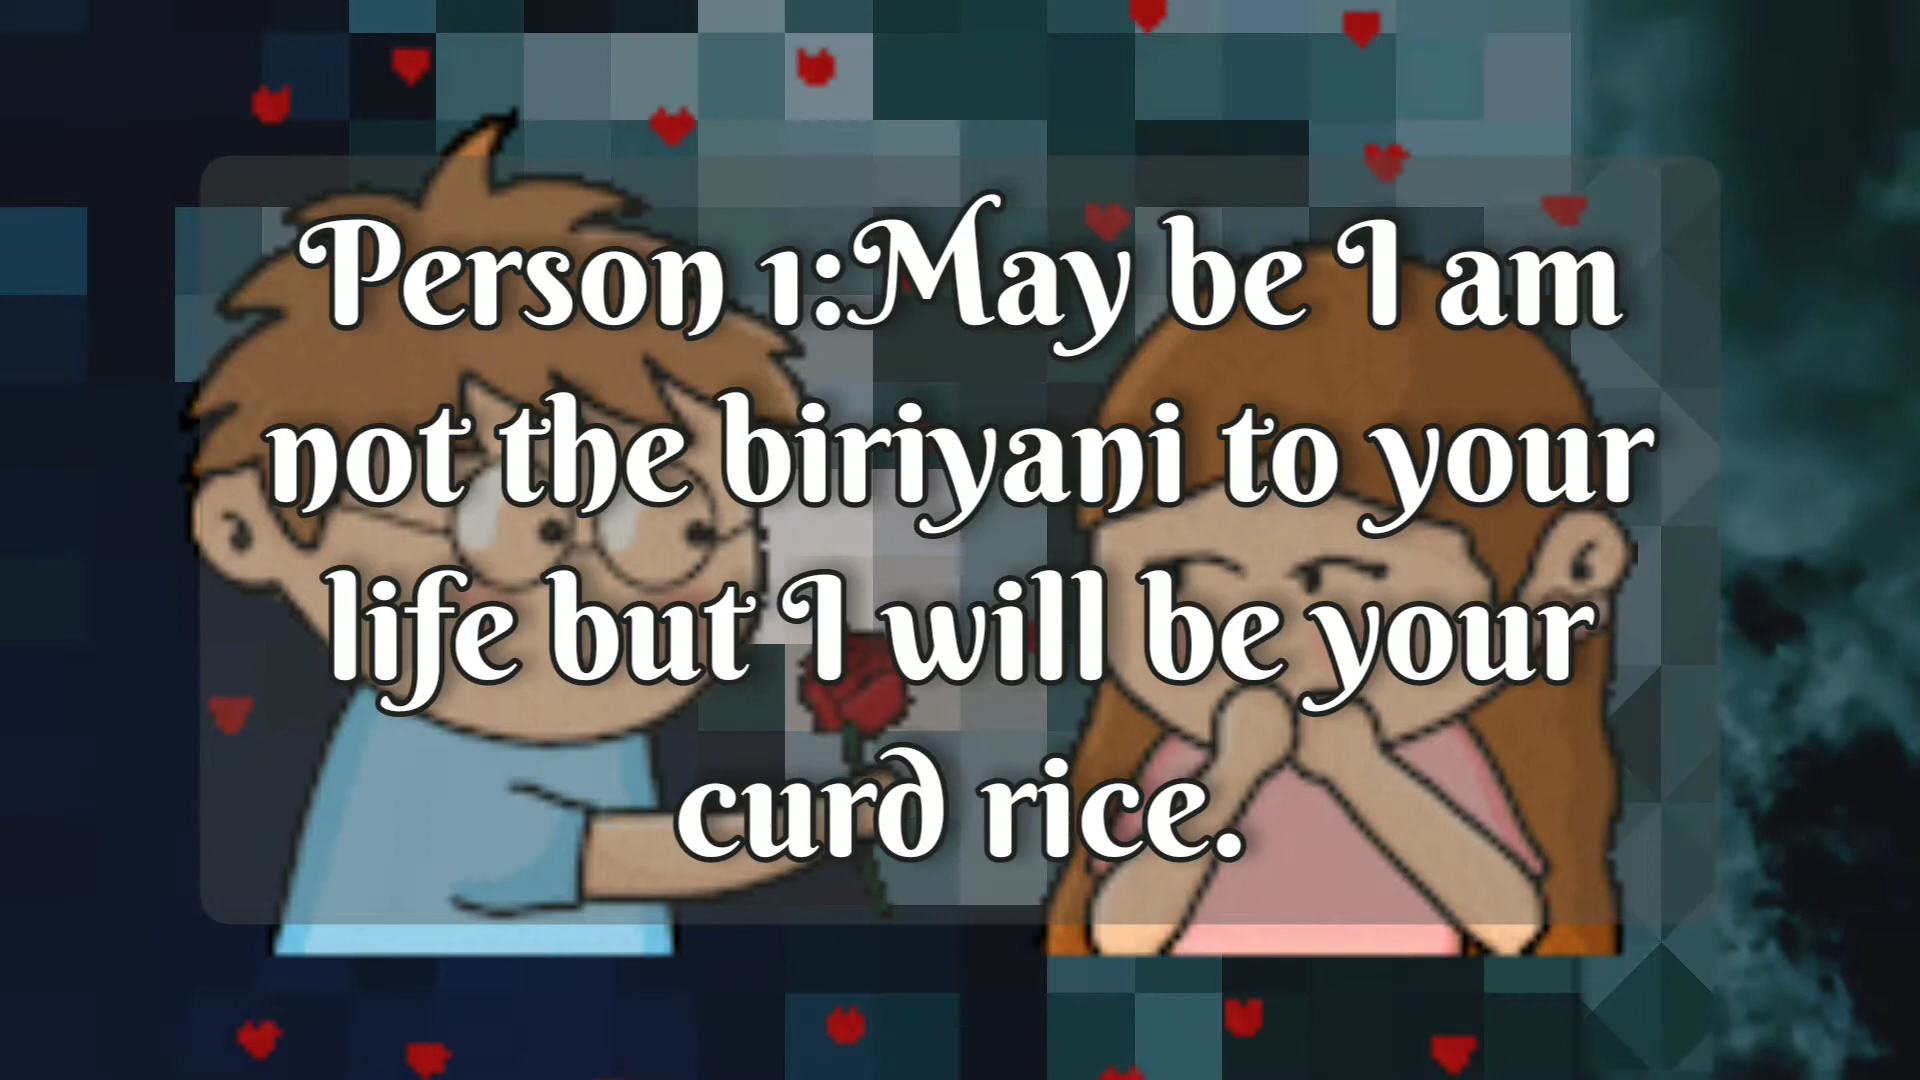 Person 1:May be I am
not the biriyani to your
life but I will be your
curd rice.